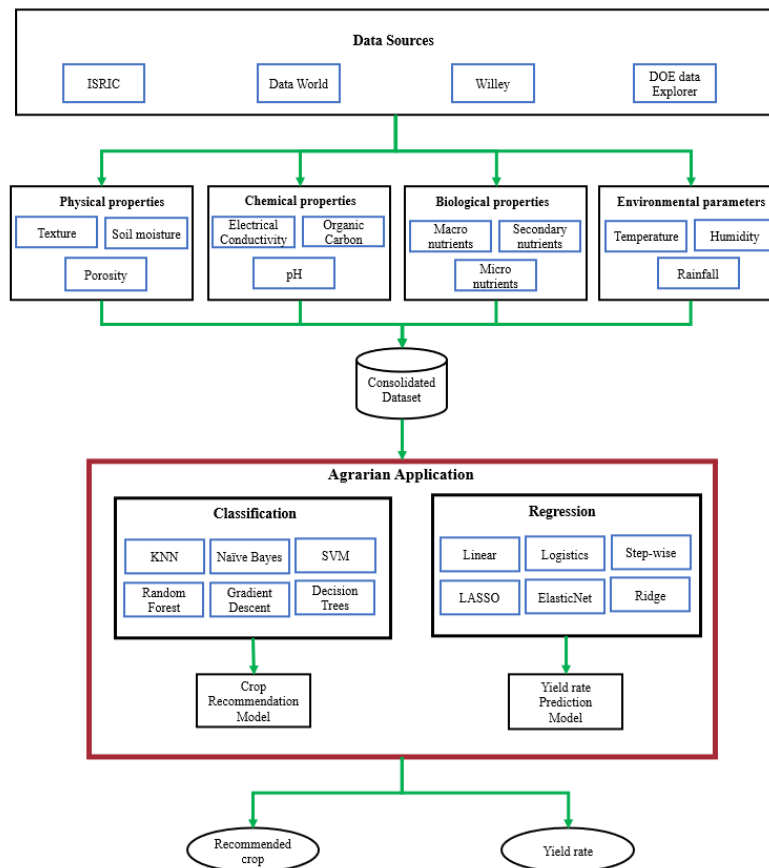 Data Sources
ISRIC
Data World
Willey
DOE data
Explorer
Physical properties
Texture
Soil moisture
Porosity
Chemical properties
Electrical
Conductivity
Organic
Carbon
pH
Biological properties
Macro
nutrients
Secondary
nutrients
Micro
nutrients
Environmental parameters
Temperature
Humidity
Rainfall
Consolidated
Dataset
Agrarian Application
Classification
KNN
Naïve Bayes
SVM
Random
Forest
Gradient
Descent
Decision
Trees
Regression
Linear
Logistics
Step-wise
LASSO
ElasticNet
Ridge
Crop
Recommendation
Model
Yield rate
Prediction
Model
Recommended
crop
Yield rate